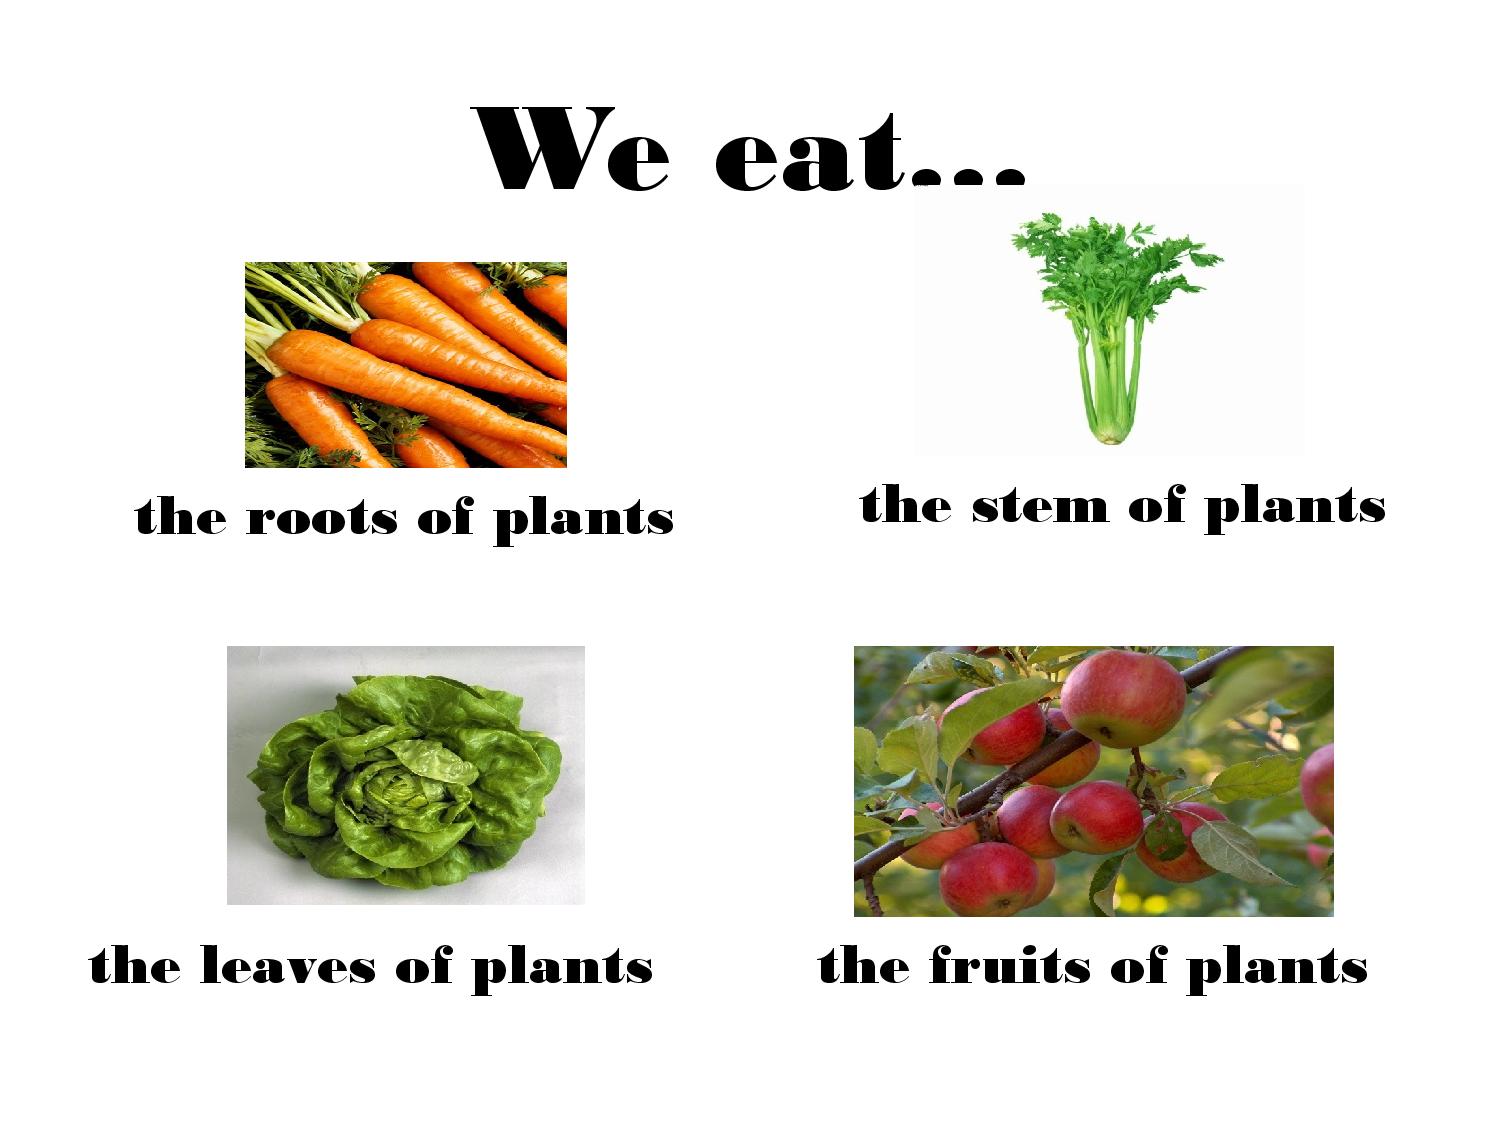 We eat...
the roots of plants
the stem of plants
the leaves of plants
the fruits of plants